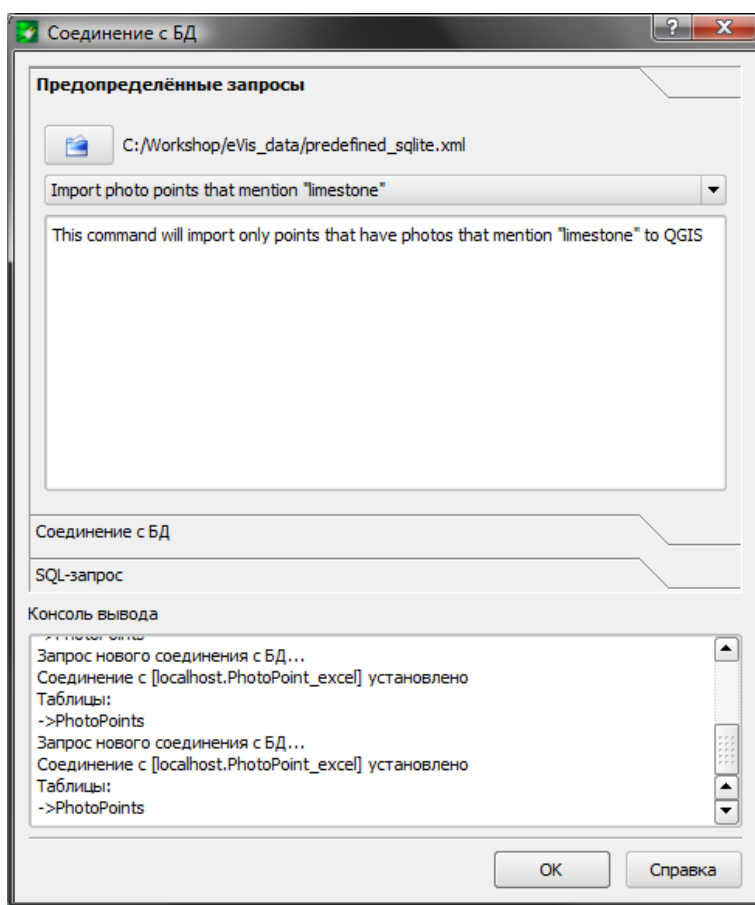 Соединение с БД
Предопределённые запросы
C:/Workshop/eVis_data/predefined_sqlite.xml
Import photo points that mention "limestone"
This command will import only points that have photos that mention "limestone" to QGIS
Соединение с БД
SQL-запрос
Консоль вывода
Запрос нового соединения с БД...
Соединение с [localhost.PhotoPoint_excel] установлено
Таблицы:
->PhotoPoints
Запрос нового соединения с БД...
Соединение с [localhost.PhotoPoint_excel] установлено
Таблицы:
->PhotoPoints
OK
Справка